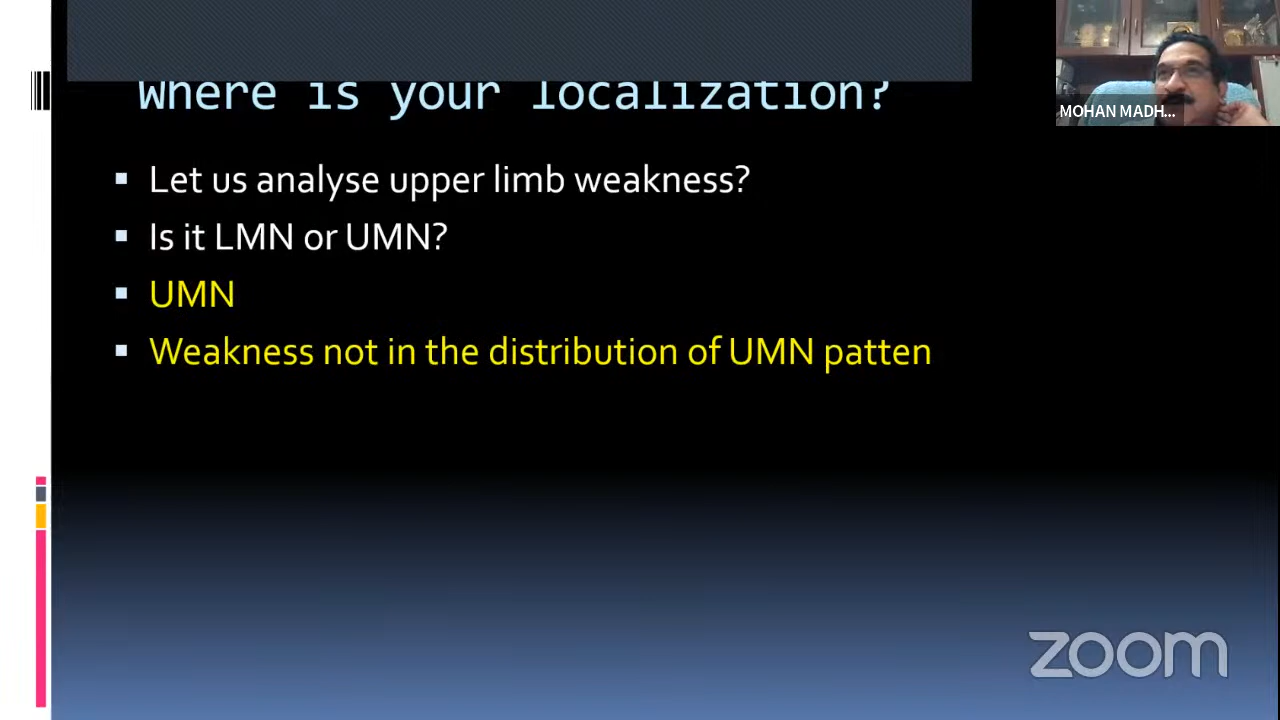 Where is your localization?
MOHAN MADH...
Let us analyse upper limb weakness?
Is it LMN or UMN?
UMN
Weakness not in the distribution of UMN patten
zoom